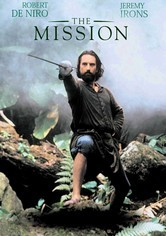 ROBERT DE NIRO
JEREMY IRONS
THE
MISSION